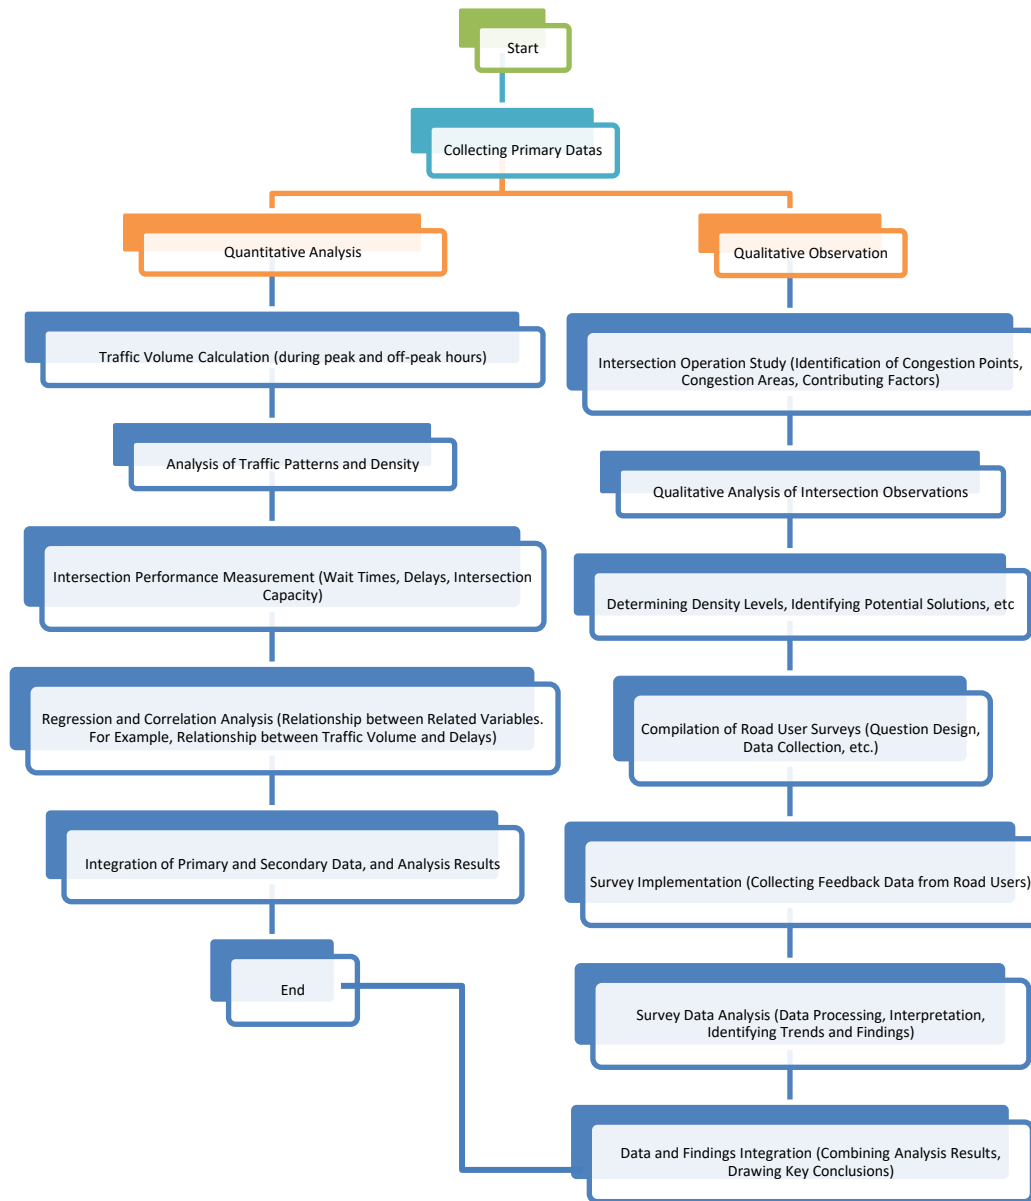 Start
Collecting Primary Datas
Quantitative Analysis
Qualitative Observation
Traffic Volume Calculation (during peak and off-peak hours)
Analysis of Traffic Patterns and Density
Intersection Performance Measurement (Wait Times, Delays, Intersection
Capacity)
Regression and Correlation Analysis (Relationship between Related Variables.
For Example, Relationship between Traffic Volume and Delays)
Integration of Primary and Secondary Data, and Analysis Results
End
Intersection Operation Study (Identification of Congestion Points,
Congestion Areas, Contributing Factors)
Qualitative Analysis of Intersection Observations
Determining Density Levels, Identifying Potential Solutions, etc
Compilation of Road User Surveys (Question Design,
Data Collection, etc.)
Survey Implementation (Collecting Feedback Data from Road Users)
Survey Data Analysis (Data Processing, Interpretation,
Identifying Trends and Findings)
Data and Findings Integration (Combining Analysis Results,
Drawing Key Conclusions)